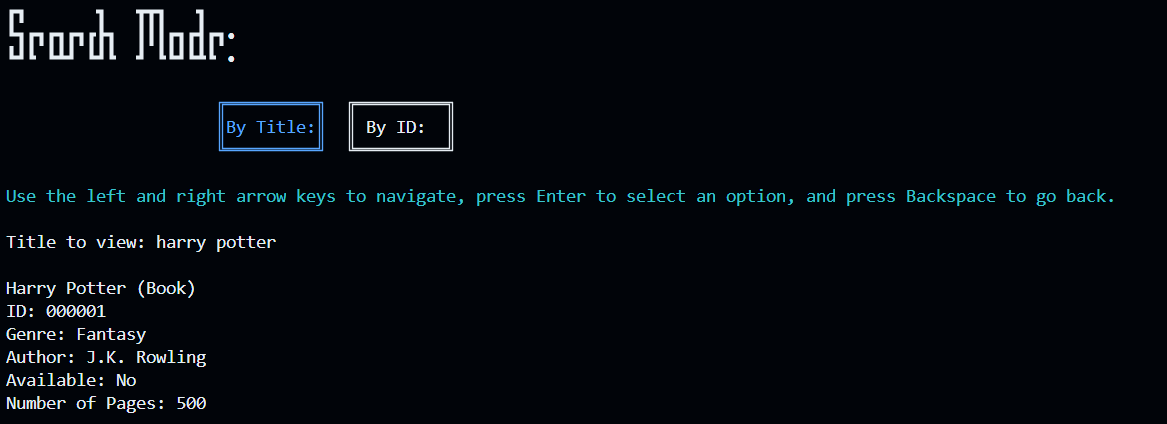 Search Mode:
By Title: By ID:
Use the left and right arrow keys to navigate, press Enter to select an option, and press Backspace to go back.
Title to view: harry potter
Harry Potter (Book)
ID: 000001
Genre: Fantasy
Author: J.K. Rowling
Available: No
Number of Pages: 500